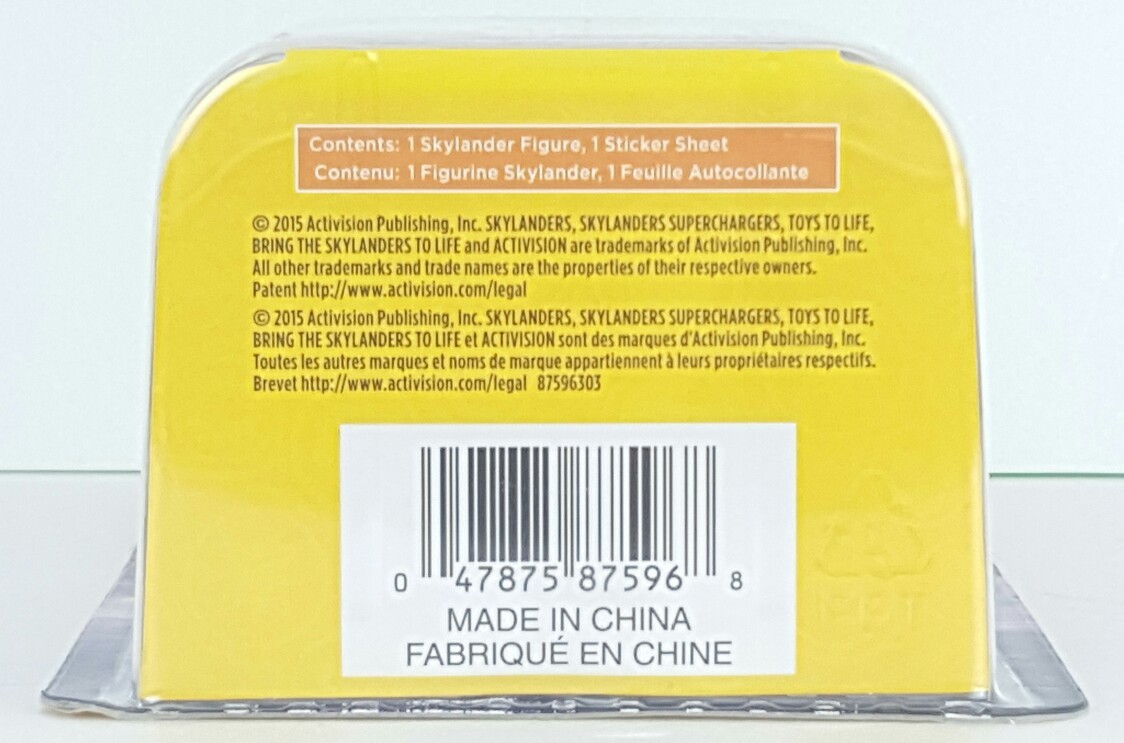 Contents: 1 Skylander Figure, 1 Sticker Sheet
Contenu: 1 Figurine Skylander, 1 Feuille Autocollante
© 2015 Activision Publishing, Inc. SKYLANDERS, SKYLANDERS SUPERCHARGERS, TOYS TO LIFE,
BRING THE SKYLANDERS TO LIFE and ACTIVISION are trademarks of Activision Publishing, Inc.
All other trademarks and trade names are the properties of their respective owners.
Patent http://www.activision.com/legal
© 2015 Activision Publishing, Inc. SKYLANDERS, SKYLANDERS SUPERCHARGERS, TOYS TO LIFE,
BRING THE SKYLANDERS TO LIFE et ACTIVISION sont des marques d'Activision Publishing, Inc.
Toutes les autres marques et noms de marque appartiennent à leurs propriétaires respectifs.
Brevet http://www.activision.com/legal 87596303
0 47875 87596 8
MADE IN CHINA
FABRIQUÉ EN CHINE